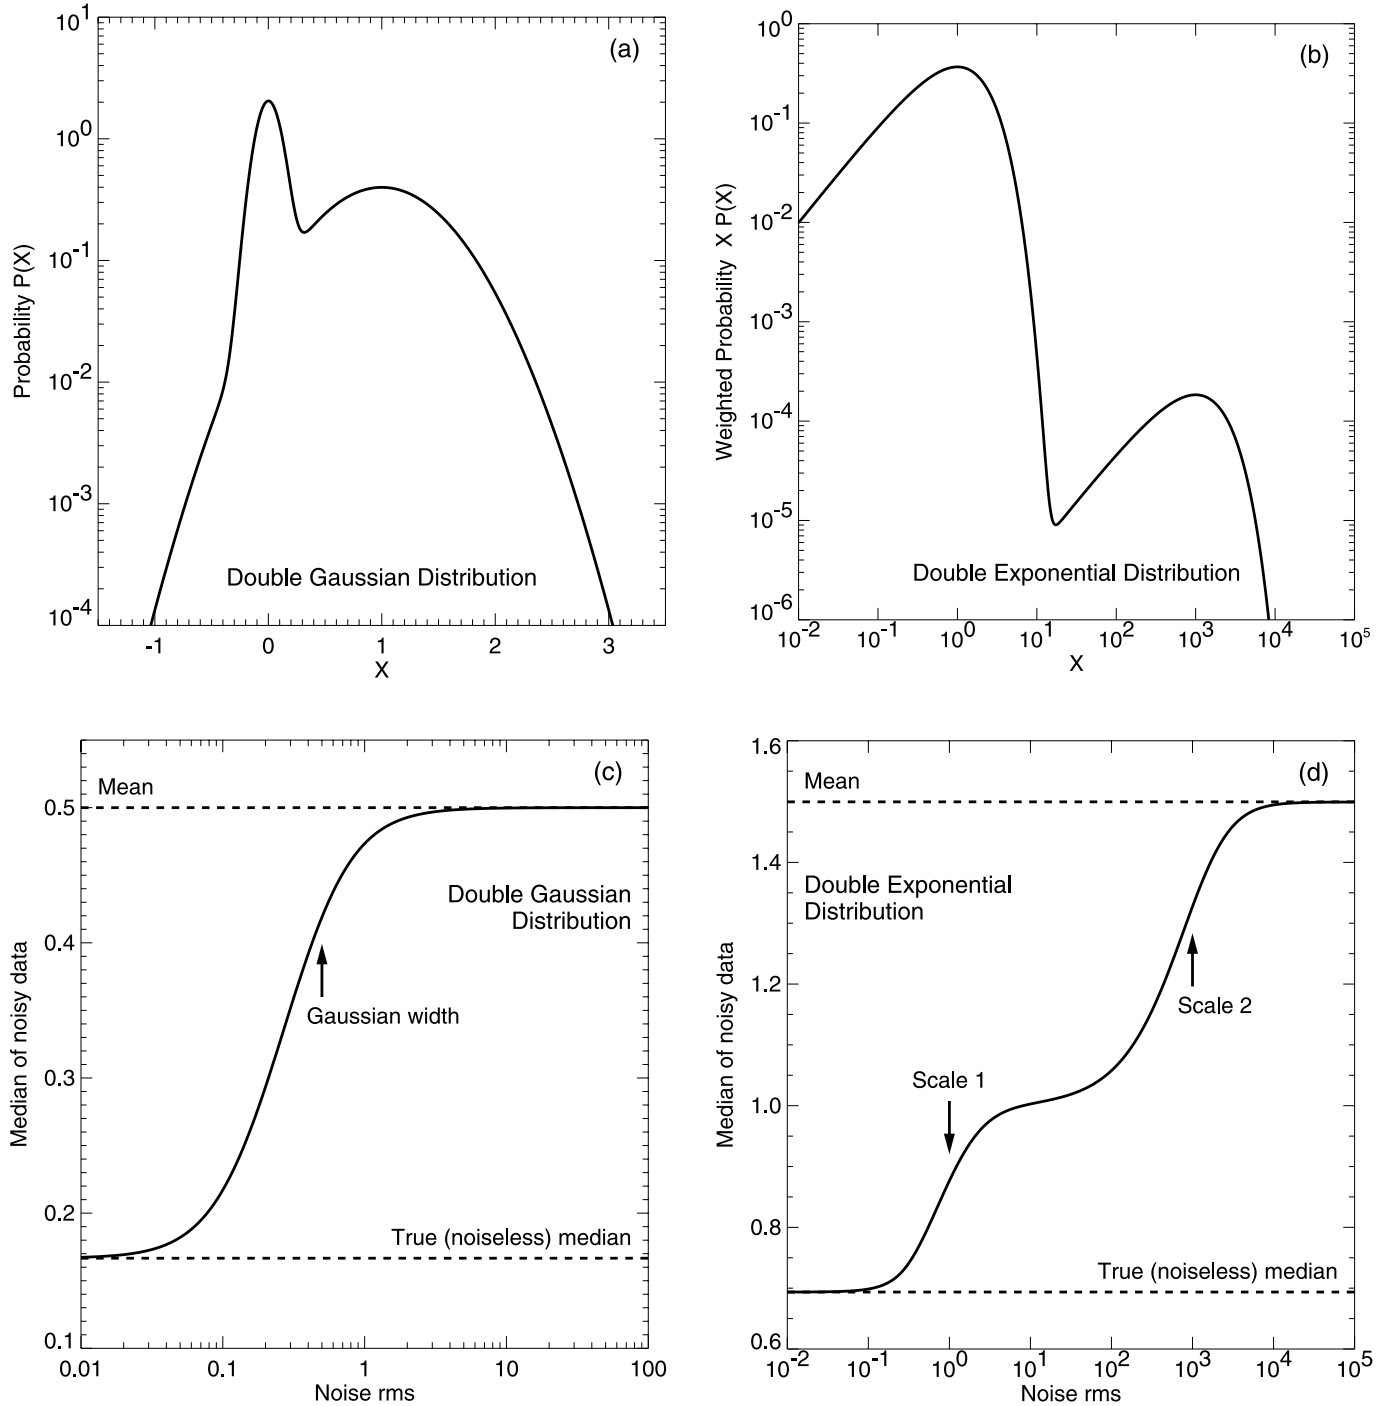 (a)
10^1
10^0
10^-1
10^-2
10^-3
10^-4
Probability P(X)
Double Gaussian Distribution
-1 0 1 2 3
X
(b)
10^0
10^-1
10^-2
10^-3
10^-4
10^-5
10^-6
Weighted Probability X P(X)
Double Exponential Distribution
10^-2 10^-1 10^0 10^1 10^2 10^3 10^4 10^5
X
(c)
Mean
0.5
0.4
0.3
0.2
0.1
Median of noisy data
Double Gaussian
Distribution
Gaussian width
True (noiseless) median
0.01 0.1 1 10 100
Noise rms
(d)
Mean
1.6
1.4
1.2
1.0
0.8
0.6
Median of noisy data
Double Exponential
Distribution
Scale 2
Scale 1
True (noiseless) median
10^-2 10^-1 10^0 10^1 10^2 10^3 10^4 10^5
Noise rms